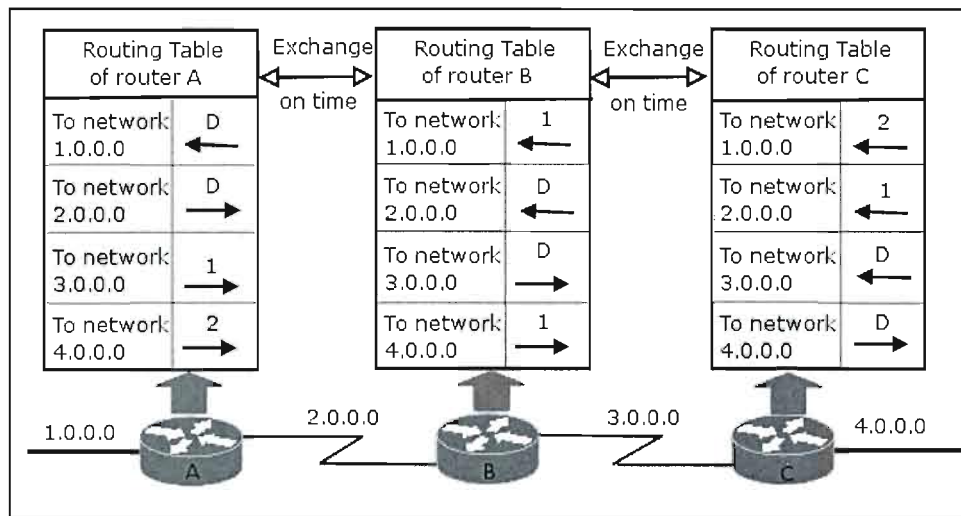 Routing Table
of router A
Exchange
on time
Routing Table
of router B
Exchange
on time
Routing Table
of router C
To network
1.0.0.0
D
To network
2.0.0.0
D
To network
3.0.0.0
1
To network
4.0.0.0
2
To network
1.0.0.0
1
To network
2.0.0.0
D
To network
3.0.0.0
D
To network
4.0.0.0
1
To network
1.0.0.0
2
To network
2.0.0.0
1
To network
3.0.0.0
D
To network
4.0.0.0
D
1.0.0.0
2.0.0.0
3.0.0.0
4.0.0.0
A
B
C